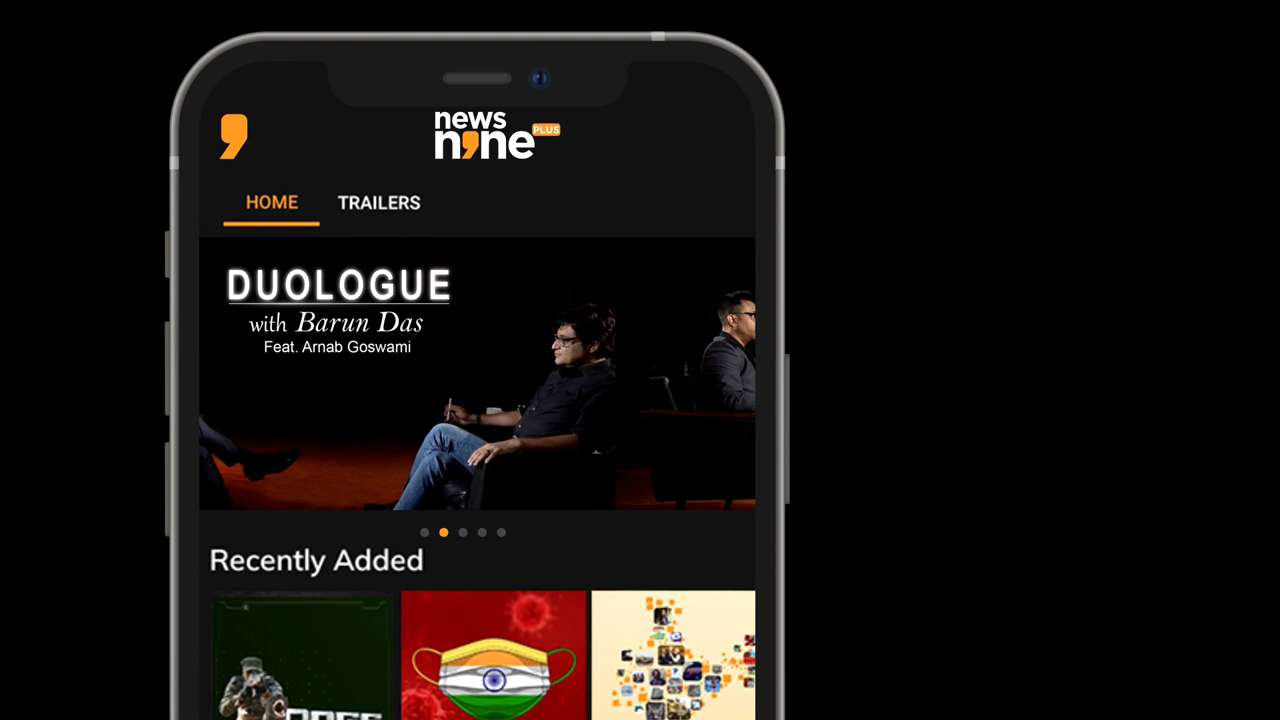 news
nine PLUS
HOME TRAILERS
DUOLOGUE
with Barun Das
Feat. Arnab Goswami
Recently Added